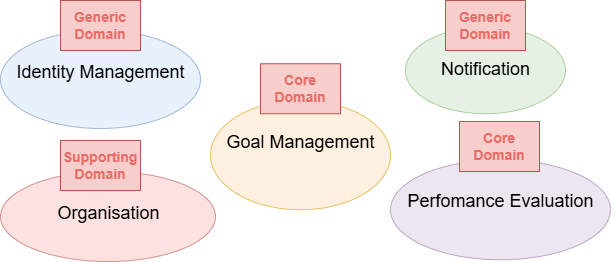 Generic
Domain
Identity Management
Generic
Domain
Notification
Core
Domain
Goal Management
Supporting
Domain
Organisation
Core
Domain
Perfomance Evaluation